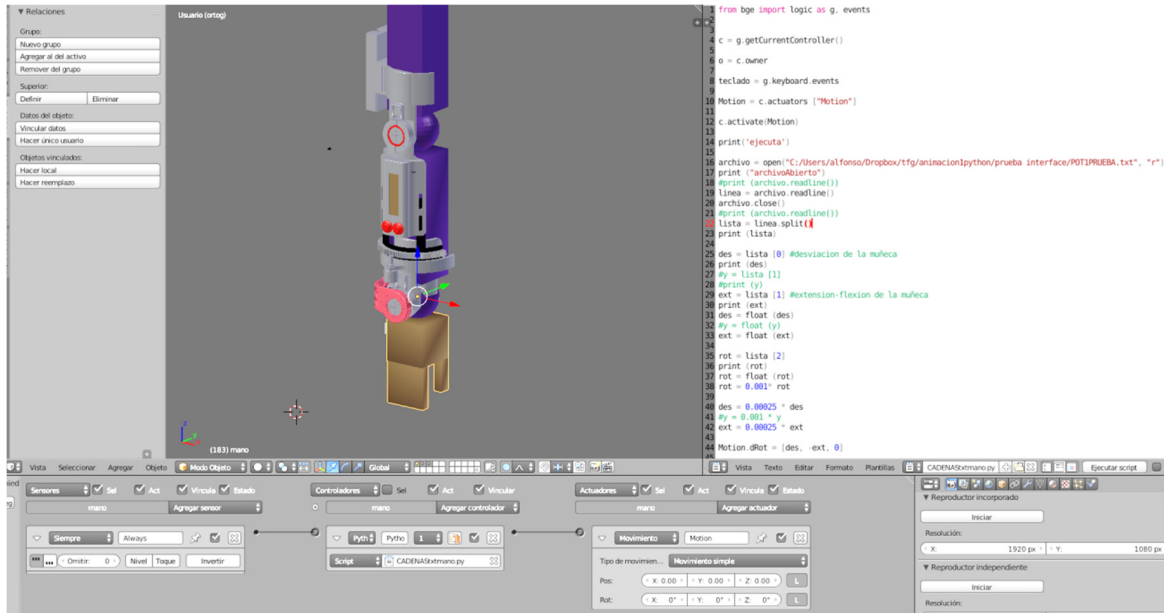 Relaciones
Grupo:
Nuevo grupo
Agregar al del activo
Remover del grupo
Superior:
Definir
Eliminar
Datos del objeto:
Vincular datos
Hacer único usuario
Objetos vinculados:
Hacer local
Hacer reemplazo
Usuario (ortog)
(183) mano
1 from bge import logic as g, events
2
3
4 c = g.getCurrentController()
5
6 o = c.owner
7
8 teclado = g.keyboard.events
9
10 Motion = c.actuators ["Motion"]
11
12 c.activate(Motion)
13
14 print('ejecuta')
15
16 archivo = open("C:/Users/alfonso/Dropbox/tfg/animacion1python/prueba interface/POT1PRUEBA.txt", "r")
17 print ("archivoAbierto")
18 #print (archivo.readline())
19 linea = archivo.readline()
20 archivo.close()
21 #print (archivo.readline())
22 lista = linea.split()
23 print (lista)
24
25 des = lista [0] #desviacion de la muñeca
26 print (des)
27 #y = lista [1]
28 #print (y)
29 ext = lista [1] #extension-flexion de la muñeca
30 print (ext)
31 des = float (des)
32 #y = float (y)
33 ext = float (ext)
34
35 rot = lista [2]
36 print (rot)
37 rot = float (rot)
38 rot = 0.001* rot
39
40 des = 0.00025 * des
41 #y = 0.001 * y
42 ext = 0.00025 * ext
43
44 Motion.dRot = [des, -ext, 0]
Vista Seleccionar Agregar Objeto Modo Objeto Global
Vista Texto Editar Formato Plantillas CADENAStxtmano.py Ejecutar script
Sensores Sel Act Vincula Estado
mano Agregar sensor
Siempre Always
Omitir: 0 Nivel Toque Invertir
Controladores Sel Act Vincular
mano Agregar controlador
Pyth Pytho 1
Script CADENAStxtmano.py
Actuadores Sel Act Vincula Estado
mano Agregar actuador
Movimiento Motion
Tipo de movimien... Movimiento simple
Pos: X: 0.00 Y: 0.00 Z: 0.00 L
Rot: X: 0° Y: 0° Z: 0° L
Reproductor incorporado
Iniciar
Resolución:
X: 1920 px Y: 1080 px
Reproductor independiente
Iniciar
Resolución: